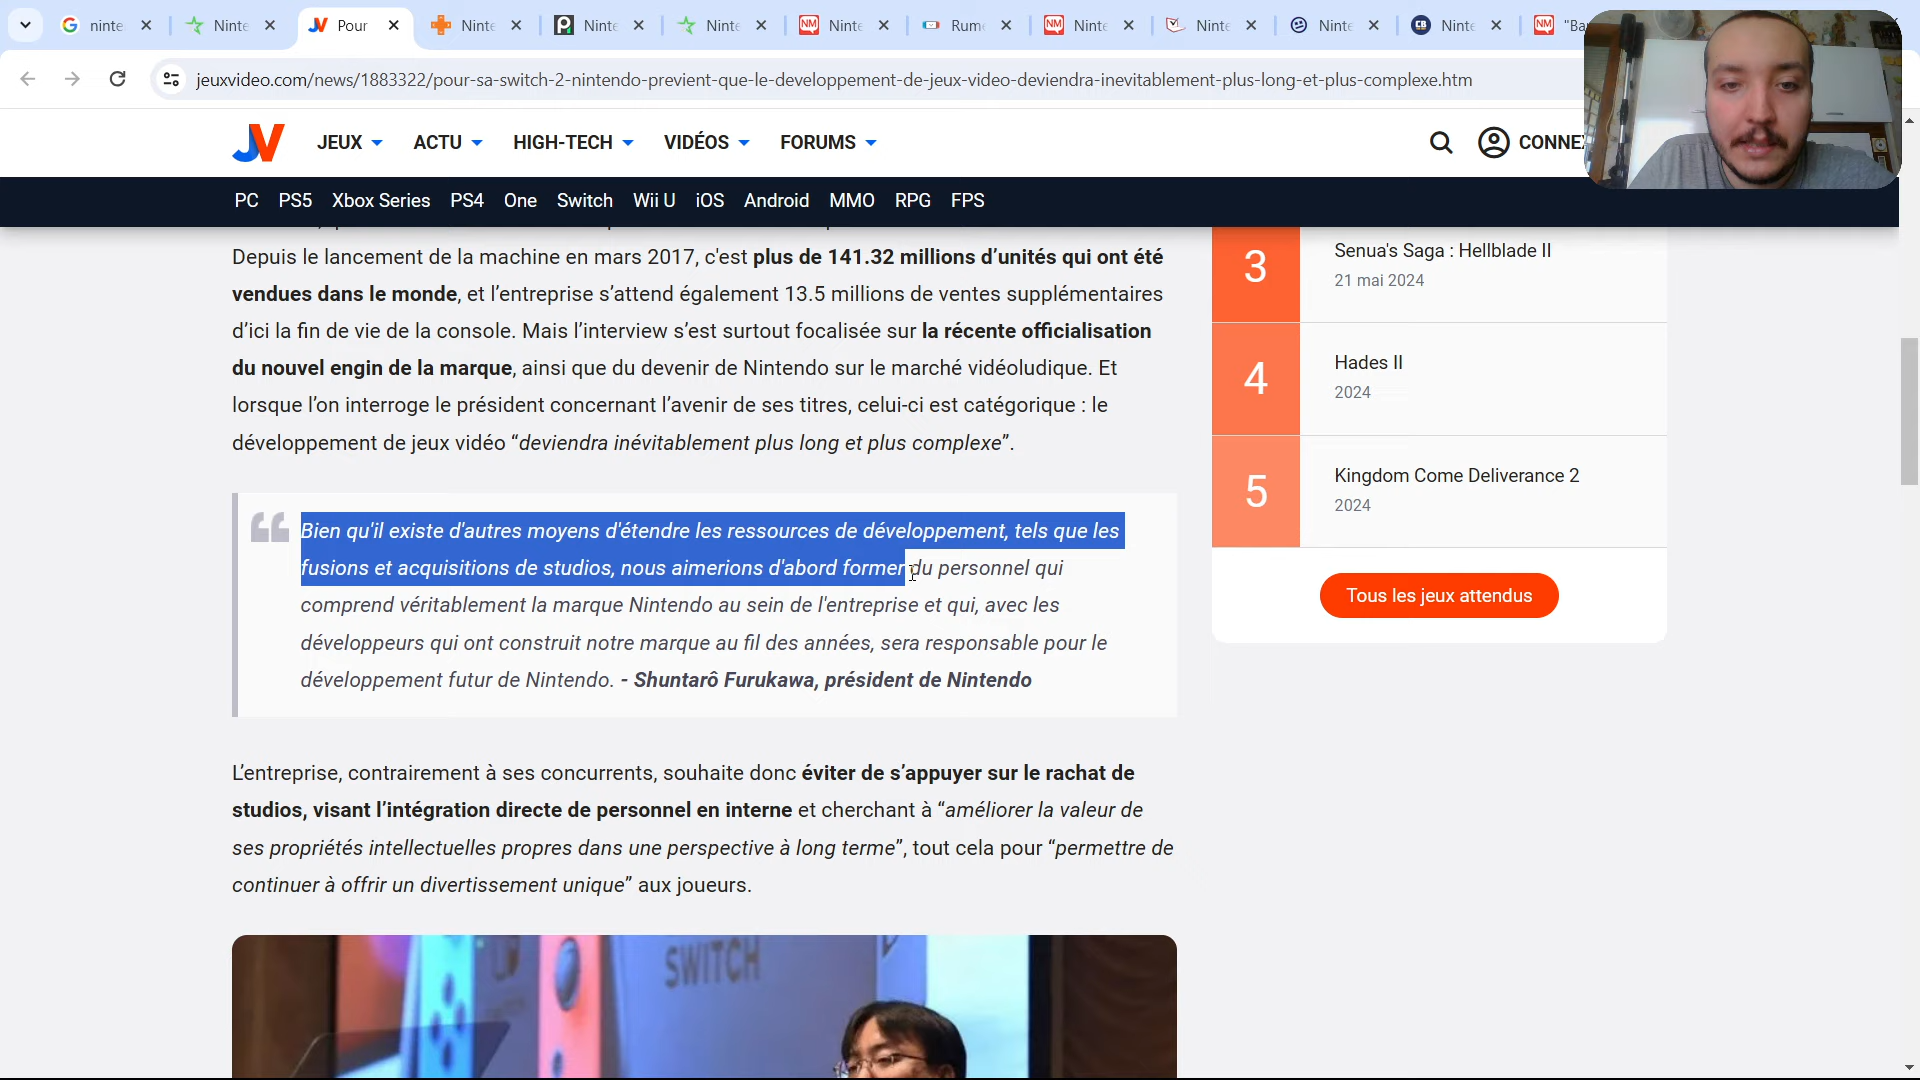 ninte
Ninte
Pour
Ninte
Ninte
Ninte
Ninte
Rum
Ninte
Ninte
Ninte
Ninte
"Ba
jeuxvideo.com/news/1883322/pour-sa-switch-2-nintendo-previent-que-le-developpement-de-jeux-video-deviendra-inevitablement-plus-long-et-plus-complexe.htm
JV
JEUX
ACTU
HIGH-TECH
VIDÉOS
FORUMS
CONNE
PC PS5 Xbox Series PS4 One Switch Wii U iOS Android MMO RPG FPS
Depuis le lancement de la machine en mars 2017, c'est plus de 141.32 millions d’unités qui ont été
vendues dans le monde, et l’entreprise s’attend également 13.5 millions de ventes supplémentaires
d’ici la fin de vie de la console. Mais l’interview s’est surtout focalisée sur la récente officialisation
du nouvel engin de la marque, ainsi que du devenir de Nintendo sur le marché vidéoludique. Et
lorsque l’on interroge le président concernant l’avenir de ses titres, celui-ci est catégorique : le
développement de jeux vidéo “deviendra inévitablement plus long et plus complexe”.
Bien qu'il existe d'autres moyens d'étendre les ressources de développement, tels que les
fusions et acquisitions de studios, nous aimerions d'abord former du personnel qui
comprend véritablement la marque Nintendo au sein de l'entreprise et qui, avec les
développeurs qui ont construit notre marque au fil des années, sera responsable pour le
développement futur de Nintendo. - Shuntarô Furukawa, président de Nintendo
L’entreprise, contrairement à ses concurrents, souhaite donc éviter de s’appuyer sur le rachat de
studios, visant l’intégration directe de personnel en interne et cherchant à “améliorer la valeur de
ses propriétés intellectuelles propres dans une perspective à long terme”, tout cela pour “permettre de
continuer à offrir un divertissement unique” aux joueurs.
SWITCH
3
Senua's Saga : Hellblade II
21 mai 2024
4
Hades II
2024
5
Kingdom Come Deliverance 2
2024
Tous les jeux attendus